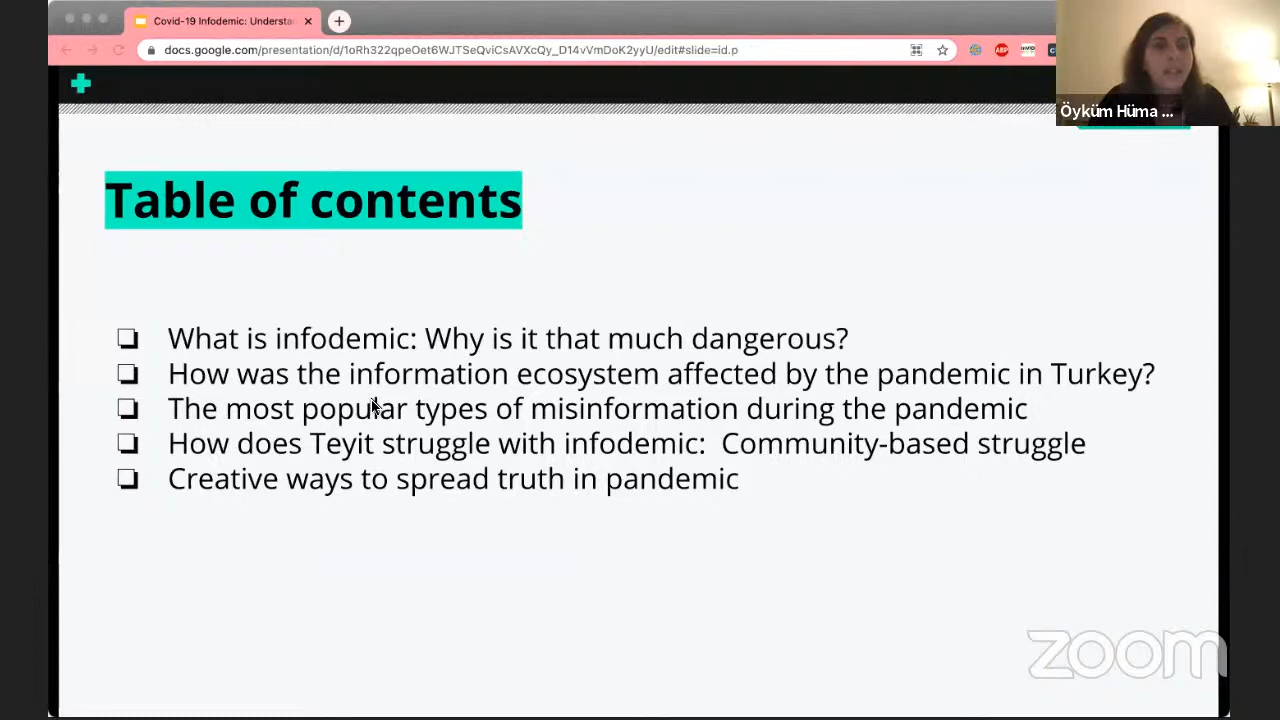 Covid-19 Infodemic: Understa
docs.google.com/presentation/d/1oRh322qpeOet6WJTSeQviCsAVXcQy_D14vVmDoK2yyU/edit#slide=id.p
ABP
Öyküm Hüma ...
Table of contents
What is infodemic: Why is it that much dangerous?
How was the information ecosystem affected by the pandemic in Turkey?
The most popular types of misinformation during the pandemic
How does Teyit struggle with infodemic: Community-based struggle
Creative ways to spread truth in pandemic
zoom